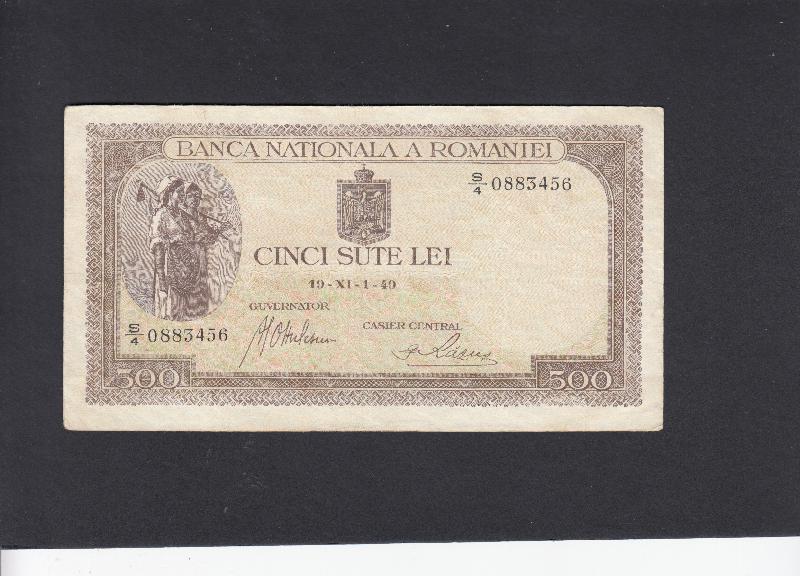 BANCA NATIONALA A ROMANIEI
S/4 0883456
CINCI SUTE LEI
19-XI-1-40
GUVERNATOR
CASIER CENTRAL
S/4 0883456
500
500